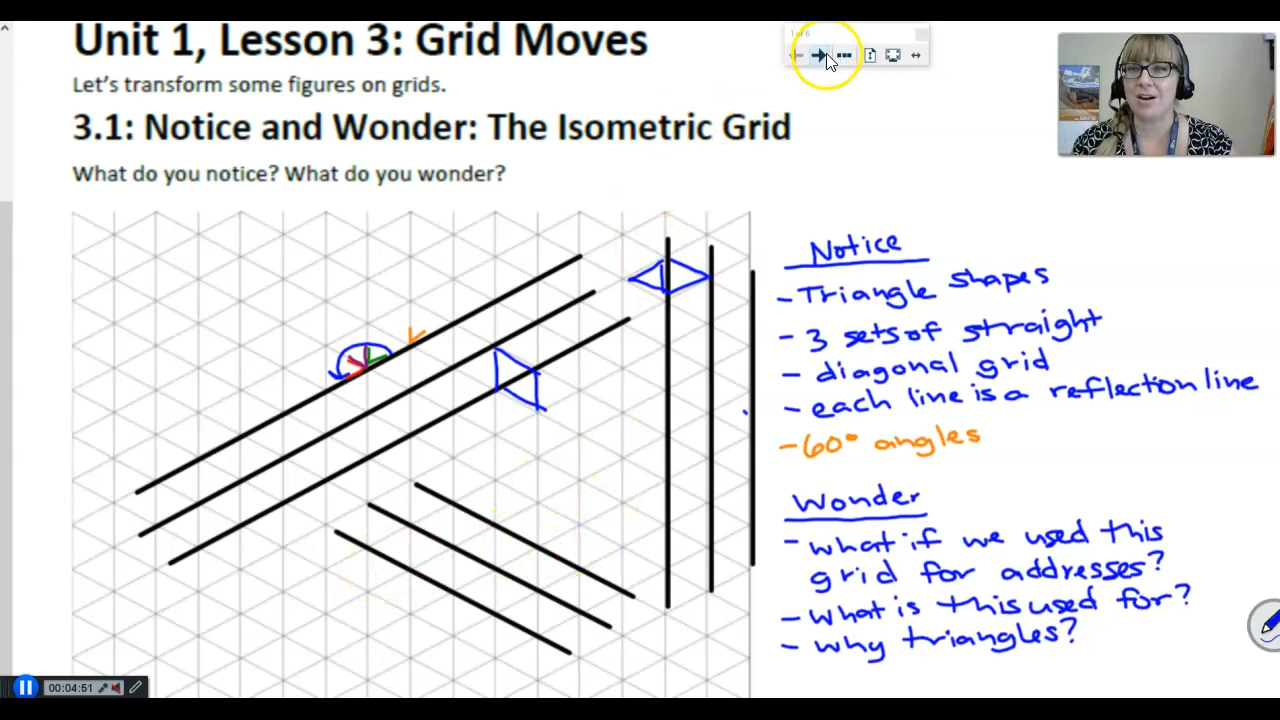 Unit 1, Lesson 3: Grid Moves
Let's transform some figures on grids.
3.1: Notice and Wonder: The Isometric Grid
What do you notice? What do you wonder?
Notice
- Triangle shapes
- 3 sets of straight
- diagonal grid
- each line is a reflection line
- 60° angles
Wonder
- what if we used this
grid for addresses?
- what is this used for?
- why triangles?
00:04:51